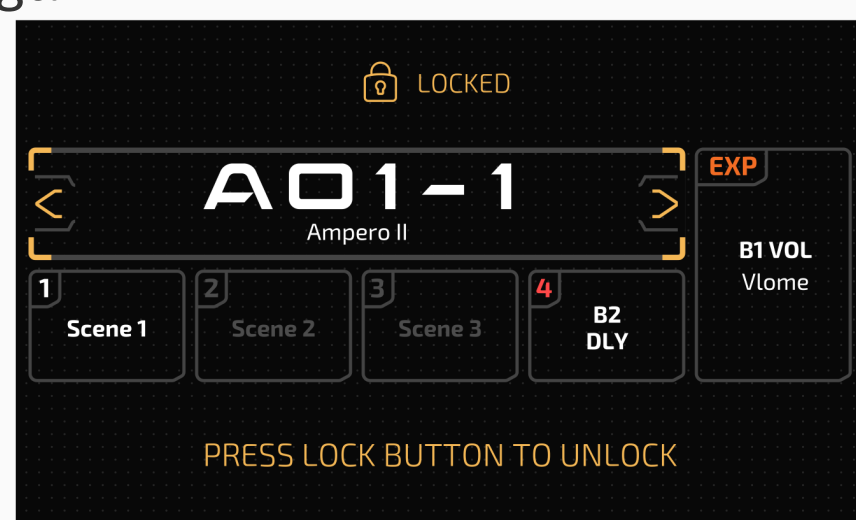 LOCKED
A01-1
Ampero II
EXP
B1 VOL
Vlome
1
Scene 1
2
Scene 2
3
Scene 3
4
B2
DLY
PRESS LOCK BUTTON TO UNLOCK